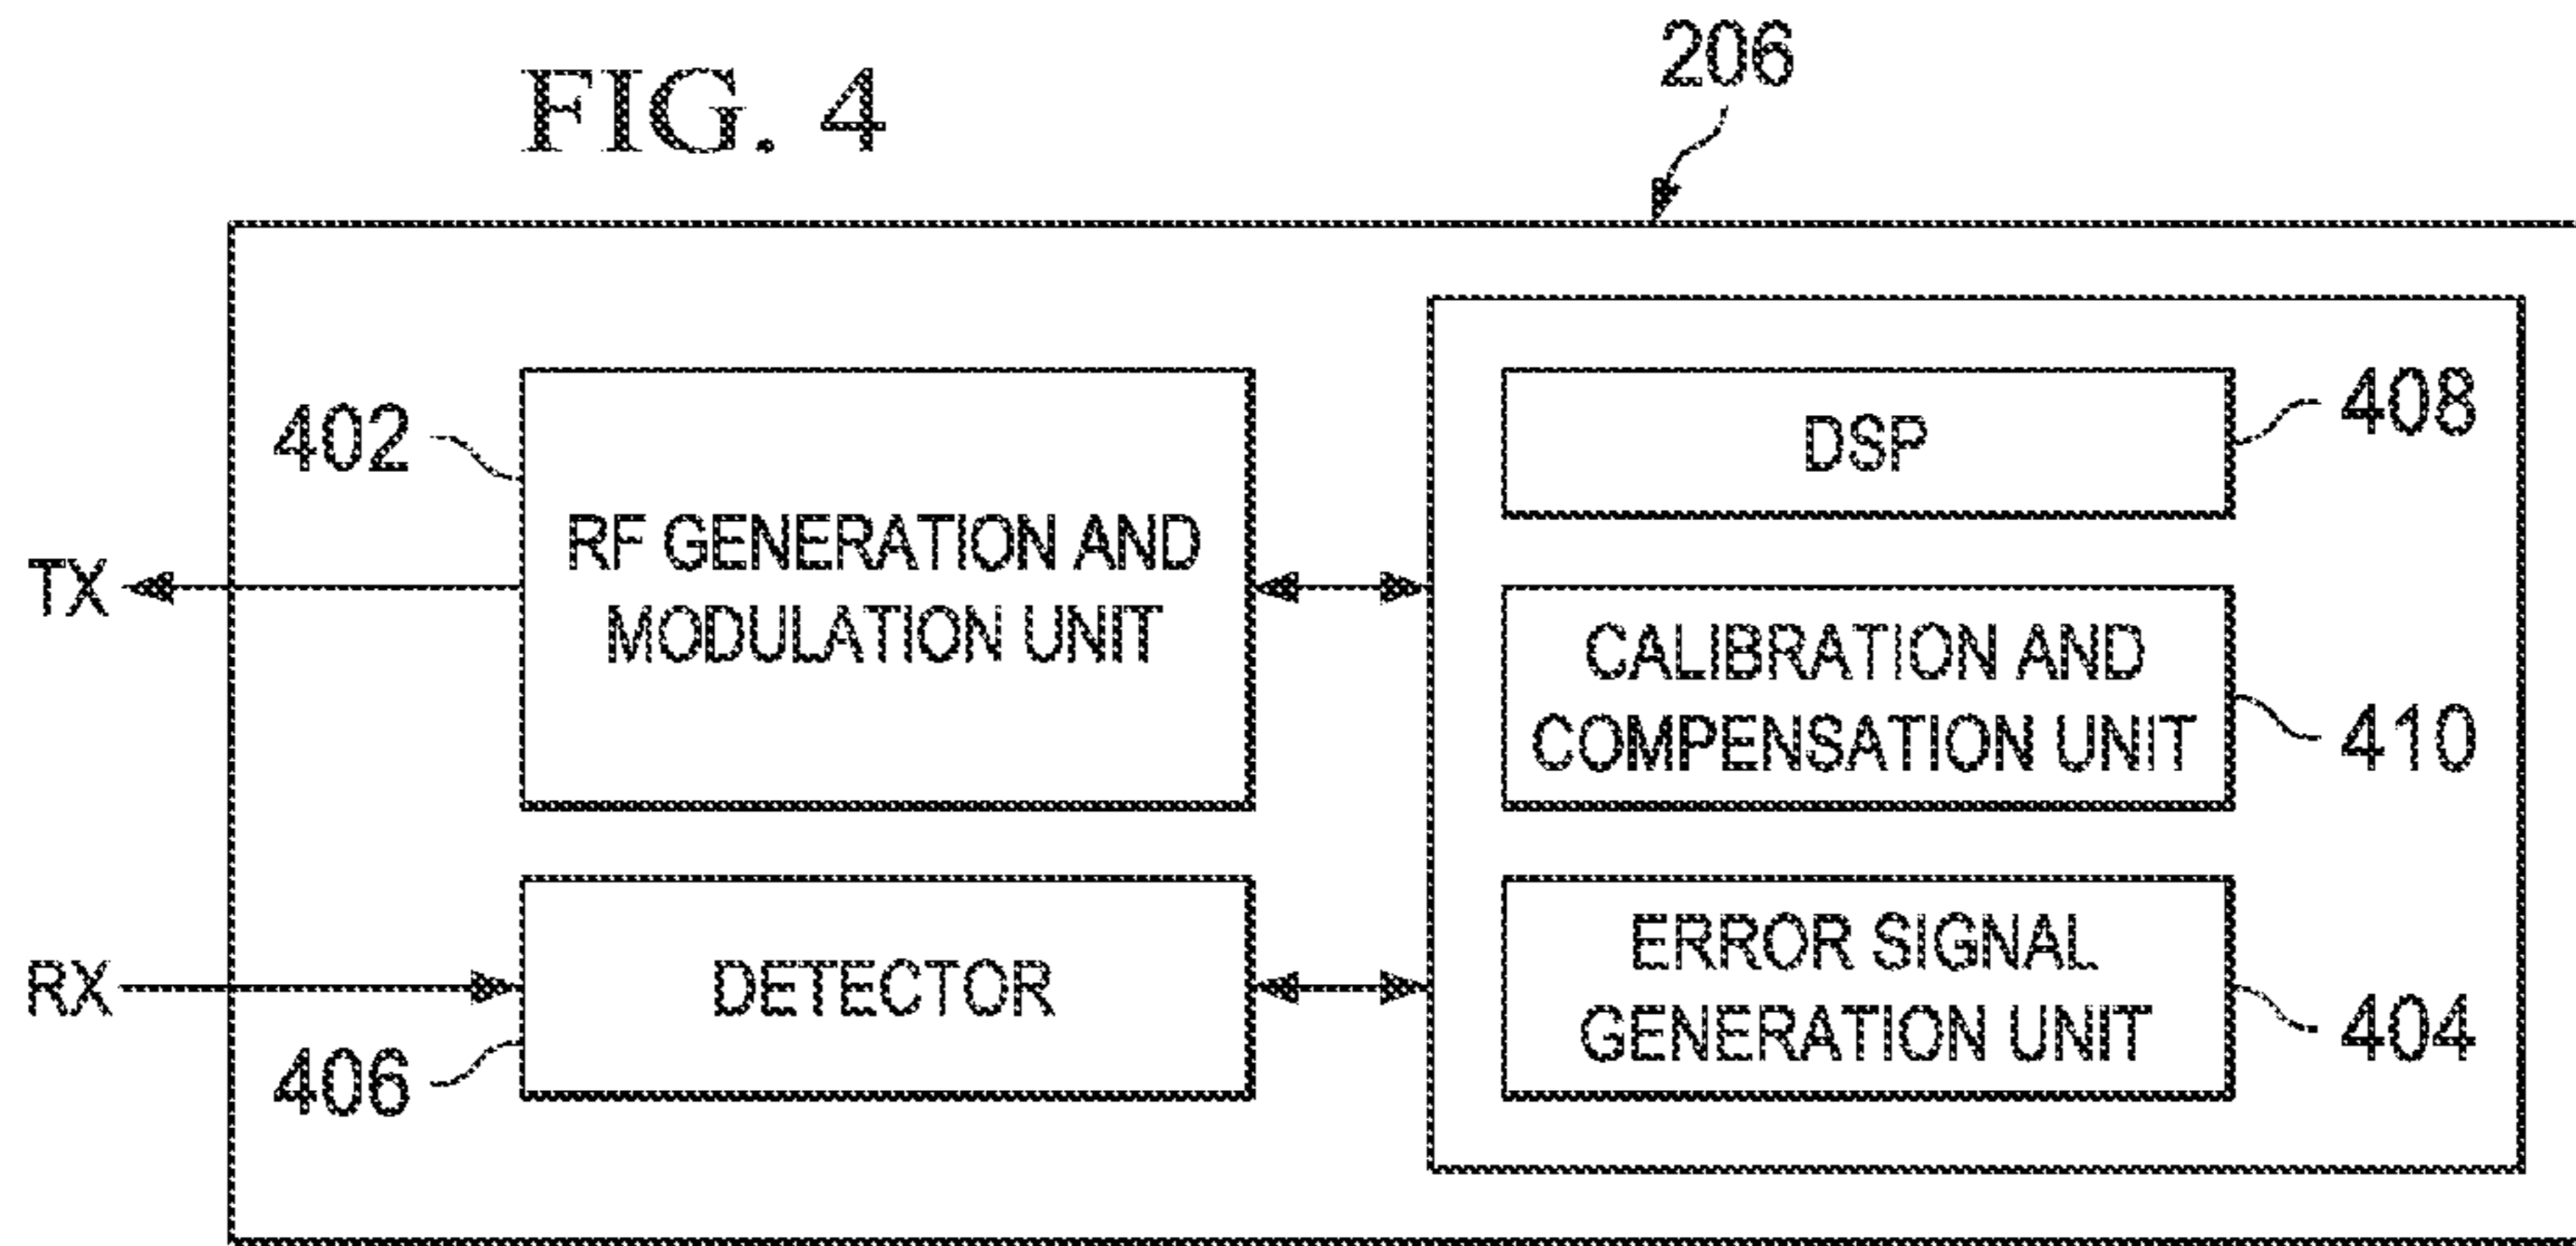 FIG. 4
206
402
RF GENERATION AND
MODULATION UNIT
TX
DSP
408
CALIBRATION AND
COMPENSATION UNIT
410
RX
DETECTOR
406
ERROR SIGNAL
GENERATION UNIT
404